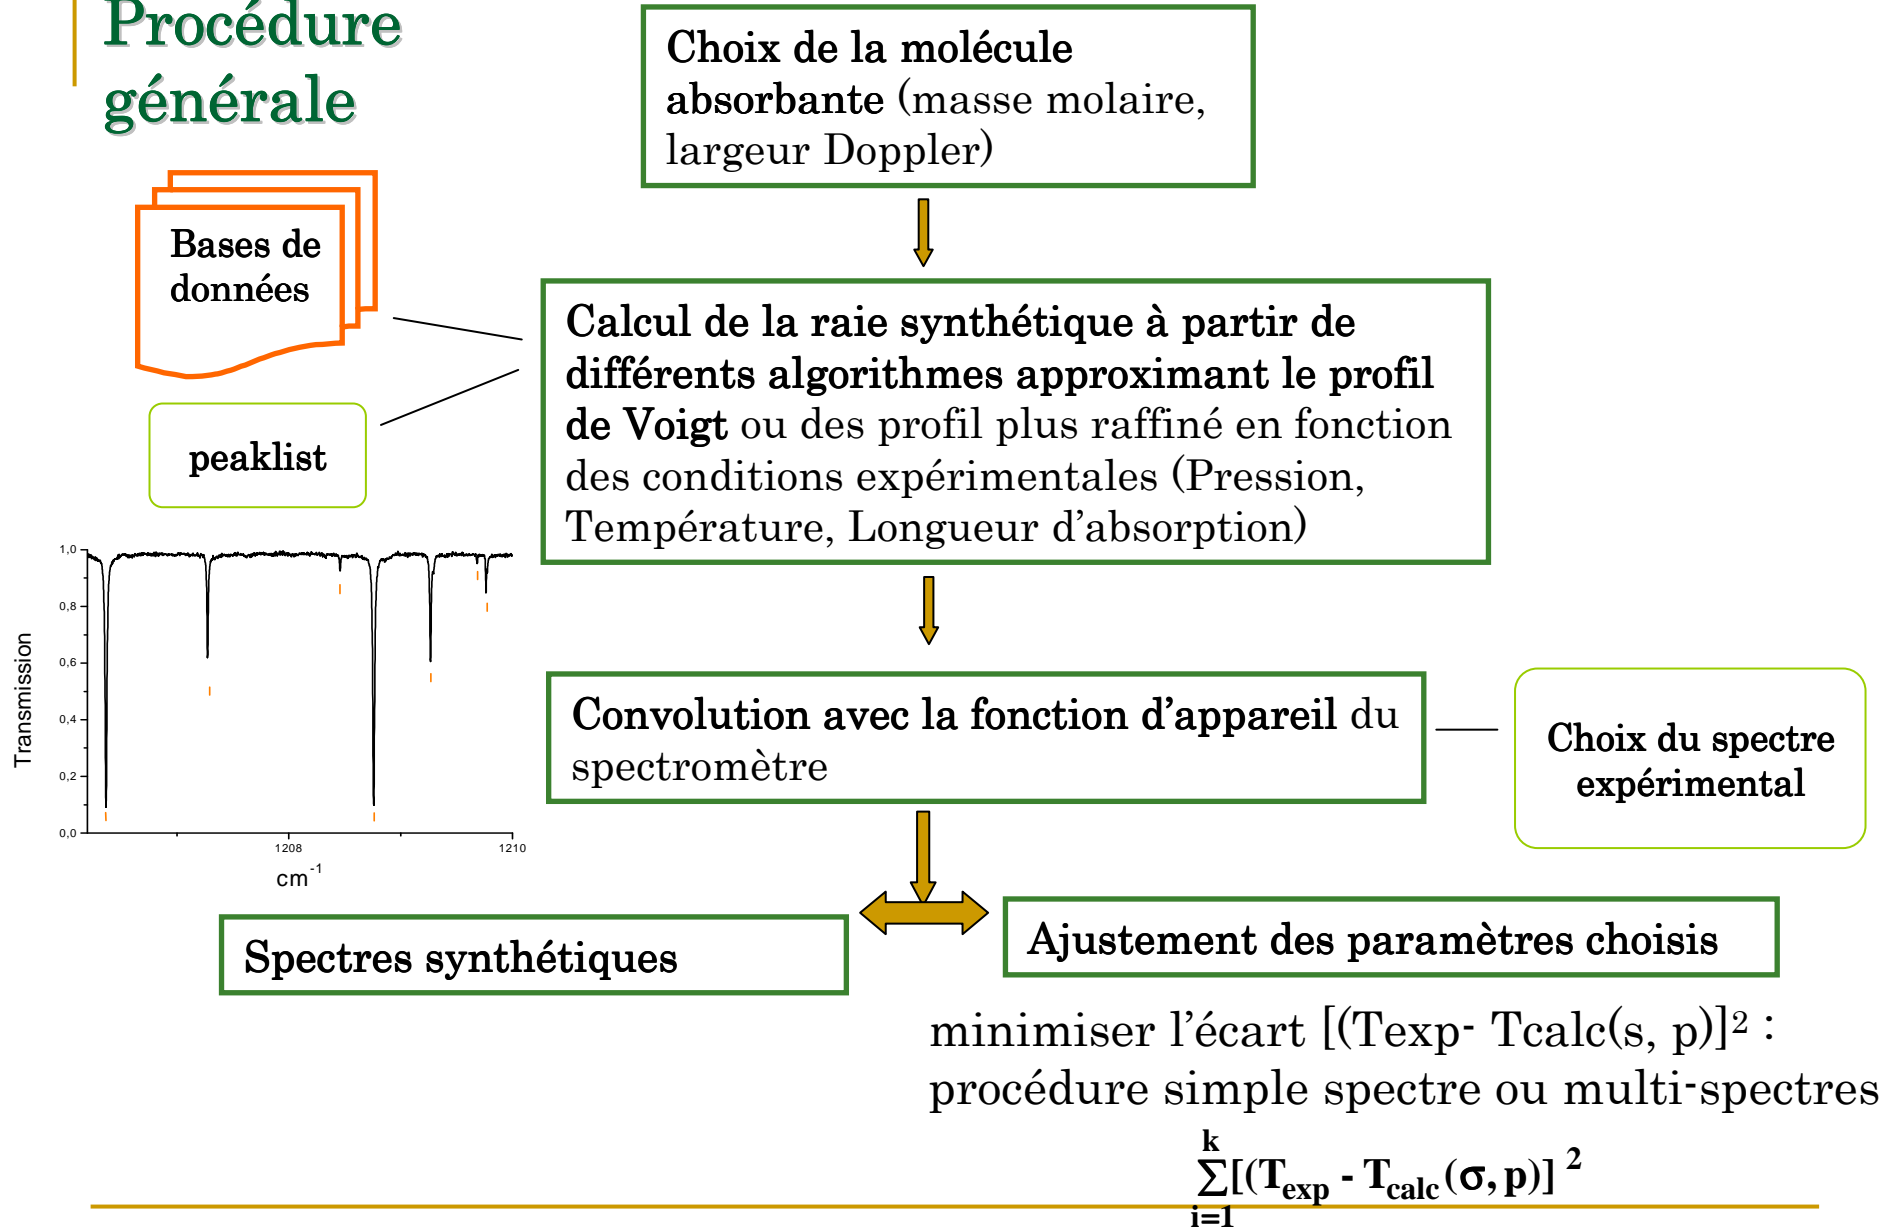 Procédure
générale
Choix de la molécule
absorbante (masse molaire,
largeur Doppler)
Bases de
données
peaklist
Calcul de la raie synthétique à partir de
différents algorithmes approximant le profil
de Voigt ou des profil plus raffiné en fonction
des conditions expérimentales (Pression,
Température, Longueur d’absorption)
1,0
0,8
0,6
0,4
0,2
0,0
Transmission
1208
1210
cm⁻¹
Convolution avec la fonction d’appareil du
spectromètre
Choix du spectre
expérimental
Spectres synthétiques
Ajustement des paramètres choisis
minimiser l’écart [(Texp- Tcalc(s, p)]² :
procédure simple spectre ou multi-spectres
k
∑[(T_exp - T_calc(σ, p)] ²
i=1